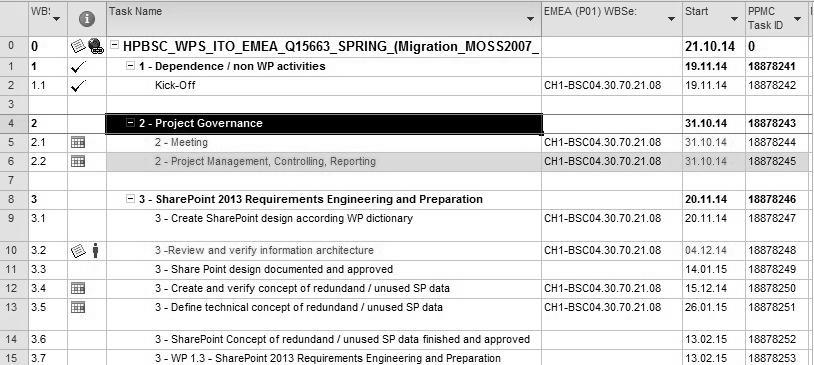 WBS Task Name EMEA (P01) WBSe: Start PPMC
Task ID
0 0 HPBSC_WPS_ITO_EMEA_Q15663_SPRING_(Migration_MOSS2007_ 21.10.14 0
1 1 1 - Dependence / non WP activities 19.11.14 18878241
2 1.1 Kick-Off CH1-BSC04.30.70.21.08 19.11.14 18878242
3
4 2 2 - Project Governance 31.10.14 18878243
5 2.1 2 - Meeting CH1-BSC04.30.70.21.08 31.10.14 18878244
6 2.2 2 - Project Management, Controlling, Reporting CH1-BSC04.30.70.21.08 31.10.14 18878245
7
8 3 3 - SharePoint 2013 Requirements Engineering and Preparation 20.11.14 18878246
9 3.1 3 - Create SharePoint design according WP dictionary CH1-BSC04.30.70.21.08 20.11.14 18878247
10 3.2 3 -Review and verify information architecture CH1-BSC04.30.70.21.08 04.12.14 18878248
11 3.3 3 - Share Point design documented and approved 14.01.15 18878249
12 3.4 3 - Create and verify concept of redundand / unused SP data CH1-BSC04.30.70.21.08 15.12.14 18878250
13 3.5 3 - Define technical concept of redundand / unused SP data CH1-BSC04.30.70.21.08 26.01.15 18878251
14 3.6 3 - SharePoint Concept of redundand / unused SP data finished and approved 13.02.15 18878252
15 3.7 3 - WP 1.3 - SharePoint 2013 Requirements Engineering and Preparation 13.02.15 18878253